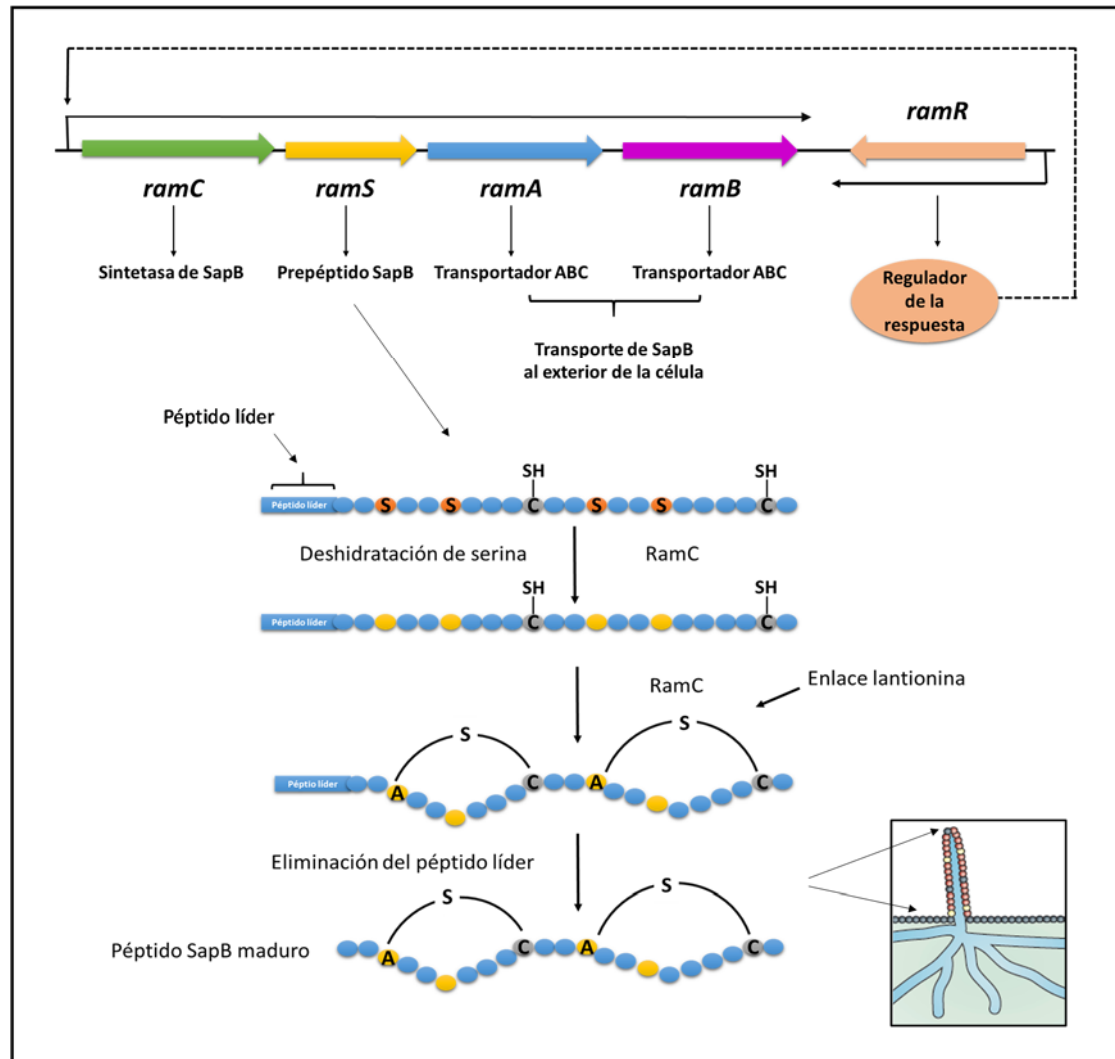 ramR
ramC
ramS
ramA
ramB
Sintetasa de SapB
Prepéptido SapB
Transportador ABC
Transportador ABC
Regulador
de la
respuesta
Transporte de SapB
al exterior de la célula
Péptido líder
SH
SH
Péptido líder
S
S
C
S
S
C
Deshidratación de serina
RamC
SH
SH
Péptido líder
C
C
RamC
Enlace lantionina
S
S
Péptio líder
A
C
A
C
Eliminación del péptido líder
S
S
Péptido SapB maduro
A
C
A
C